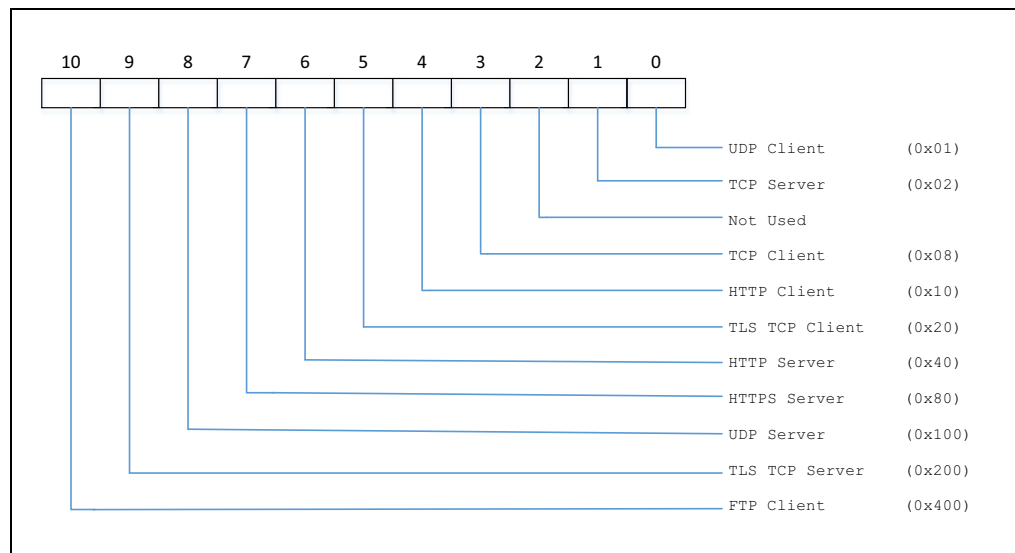 10 9 8 7 6 5 4 3 2 1 0
UDP Client (0x01)
TCP Server (0x02)
Not Used
TCP Client (0x08)
HTTP Client (0x10)
TLS TCP Client (0x20)
HTTP Server (0x40)
HTTPS Server (0x80)
UDP Server (0x100)
TLS TCP Server (0x200)
FTP Client (0x400)